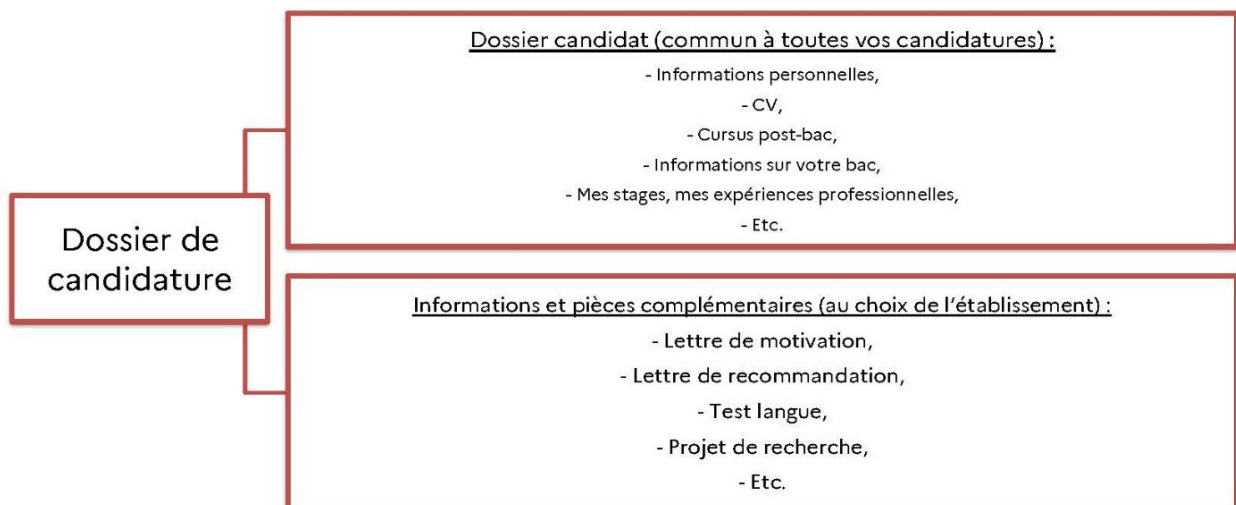 Dossier de
candidature
Dossier candidat (commun à toutes vos candidatures) :
- Informations personnelles,
- CV,
- Cursus post-bac,
- Informations sur votre bac,
- Mes stages, mes expériences professionnelles,
- Etc.
Informations et pièces complémentaires (au choix de l'établissement) :
- Lettre de motivation,
- Lettre de recommandation,
- Test langue,
- Projet de recherche,
- Etc.